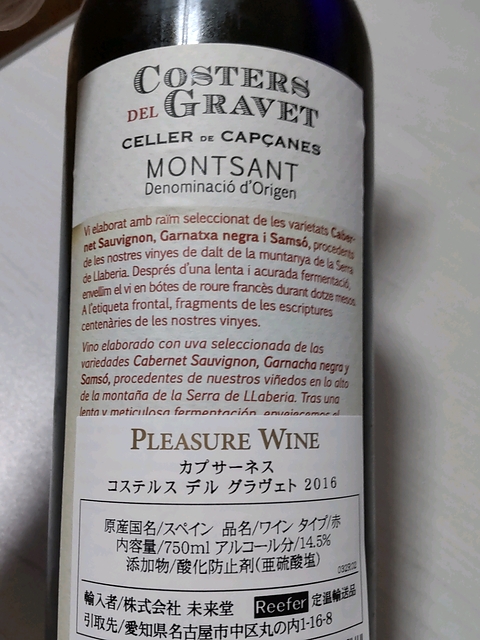 COSTERS
DEL GRAVET
CELLER DE CAPÇANES
MONTSANT
Denominació d'Origen
Vi elaborat amb raïm seleccionat de les varietats Caber-
net Sauvignon, Garnatxa negra i Samsó, procedents
de les nostres vinyes de dalt de la muntanya de la Serra
de Llaberia. Després d'una lenta i acurada fermentació,
envellim el vi en bótes de roure francès durant dotze mesos
A l'etiqueta frontal, fragments de les escriptures
centenàries de les nostres vinyes.
Vino elaborado con uva seleccionada de las
variedades Cabernet Sauvignon, Garnacha negra y
Samsó, procedentes de nuestros viñedos en lo alto
de la montaña de la Serra de LLaberia. Tras una
lenta y meticulosa fermentación, envejecemos el
PLEASURE WINE
カプサーネス
コステルス デル グラヴェト 2016
原産国名/スペイン 品名/ワイン タイプ/赤
内容量/750ml アルコール分/14.5%
添加物/酸化防止剤(亜硫酸塩)
輸入者/株式会社 未来堂 Reefer 定温輸送品
引取先/愛知県名古屋市中区丸の内1-16-8